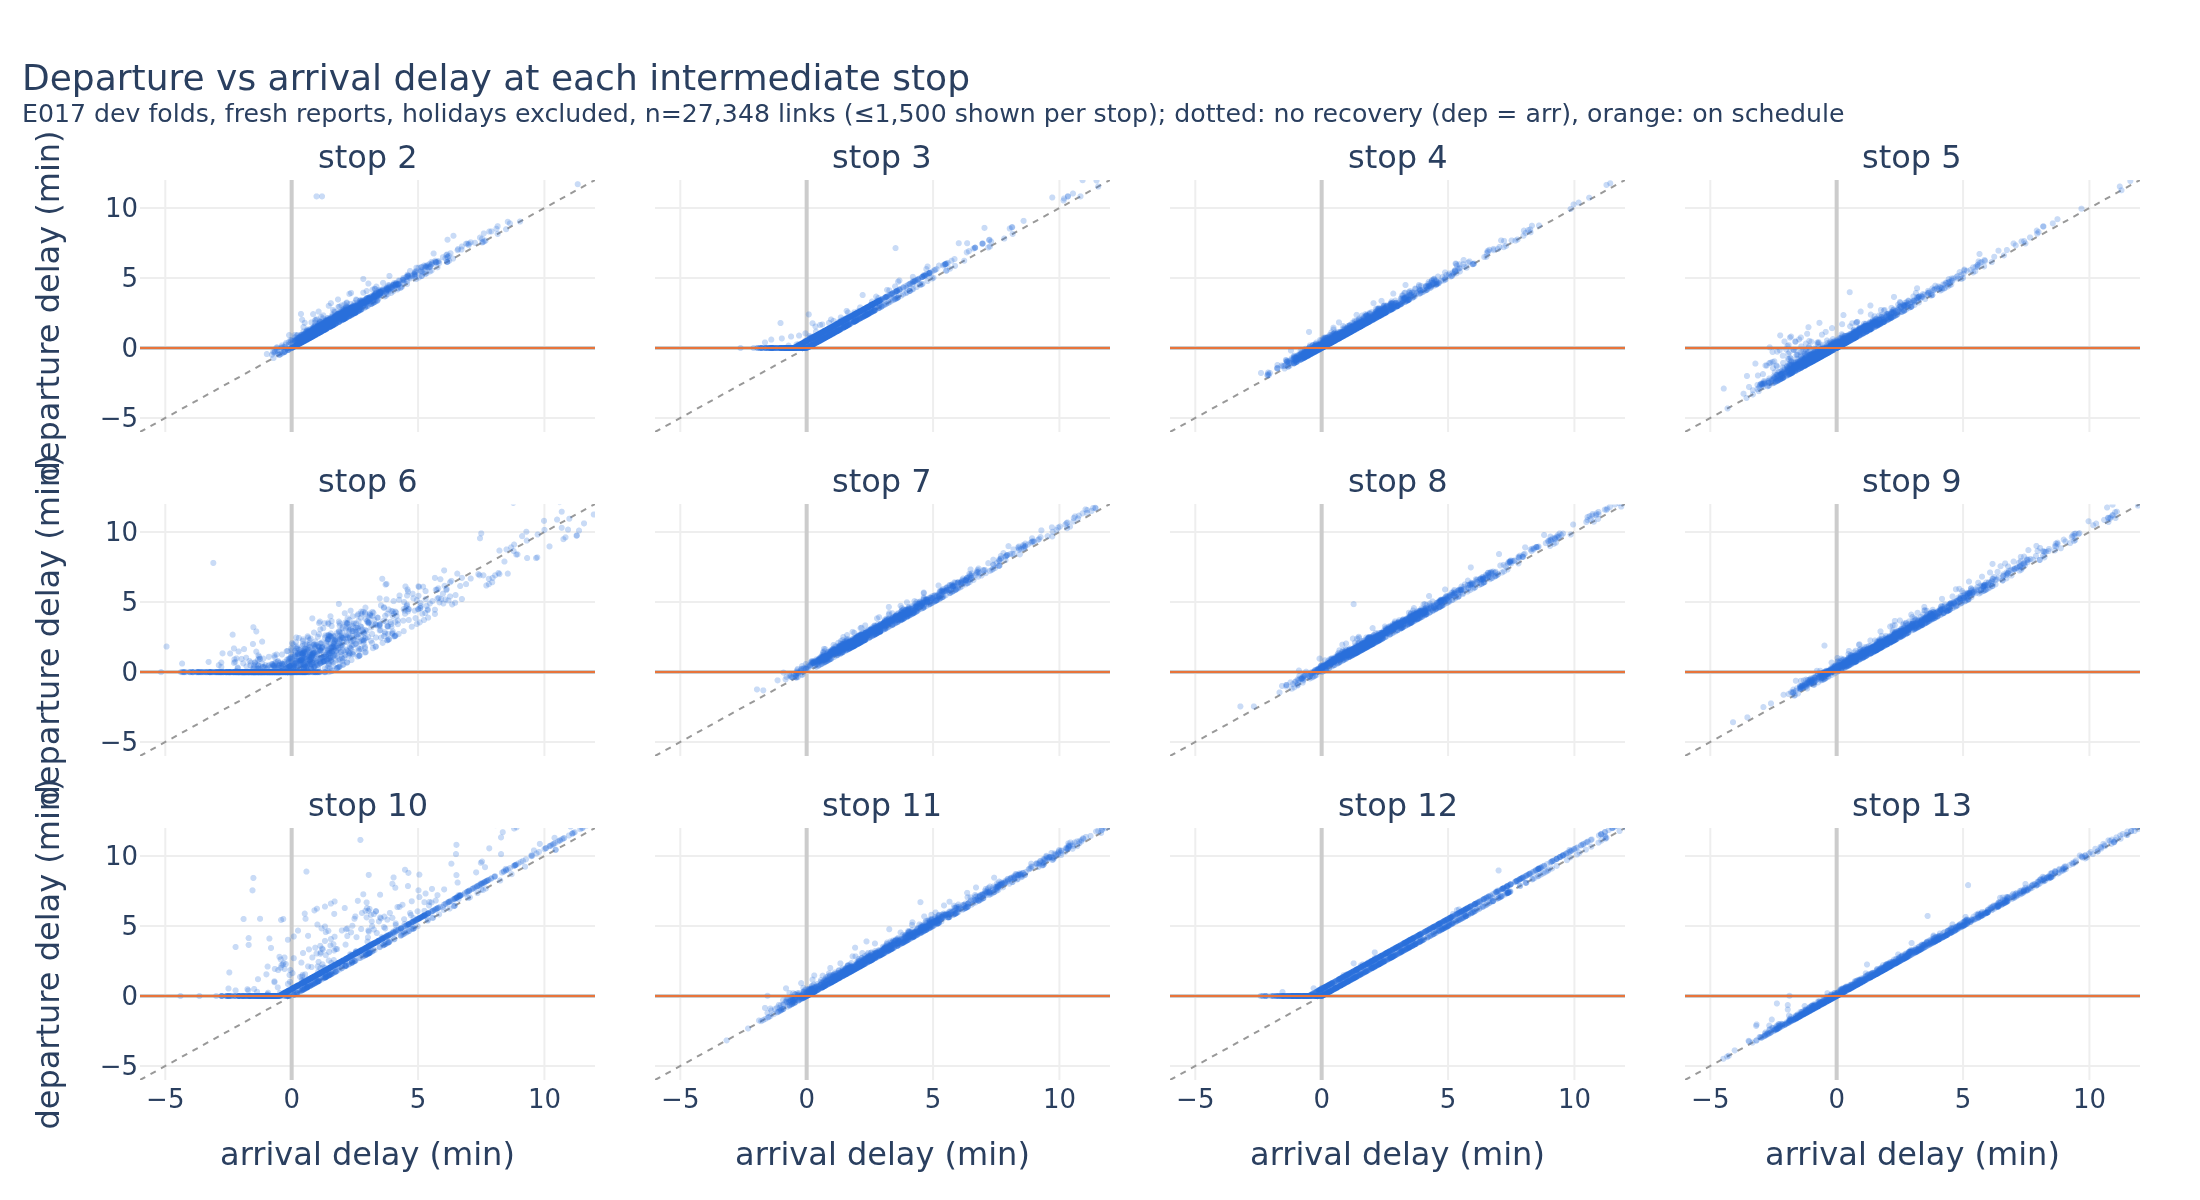 Departure vs arrival delay at each intermediate stop
E017 dev folds, fresh reports, holidays excluded, n=27,348 links (≤1,500 shown per stop); dotted: no recovery (dep = arr), orange: on schedule
stop 2
stop 3
stop 4
stop 5
departure delay (min)
10
5
0
−5
stop 6
stop 7
stop 8
stop 9
departure delay (min)
10
5
0
−5
stop 10
stop 11
stop 12
stop 13
departure delay (min)
10
5
0
−5
−5 0 5 10
−5 0 5 10
−5 0 5 10
−5 0 5 10
arrival delay (min)
arrival delay (min)
arrival delay (min)
arrival delay (min)